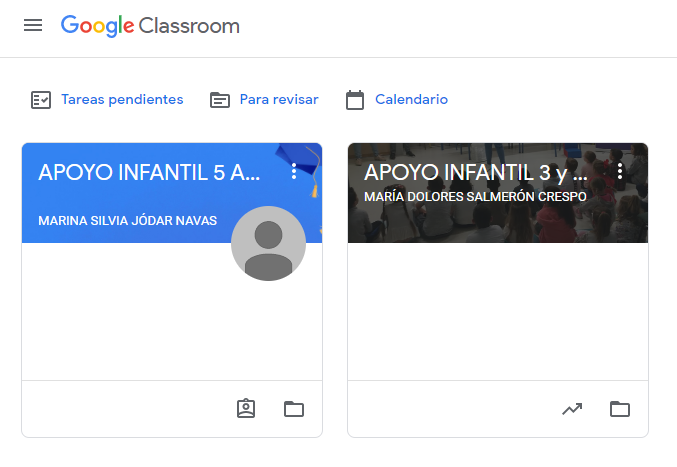 Google Classroom
Tareas pendientes
Para revisar
Calendario
APOYO INFANTIL 5 A...
MARINA SILVIA JÓDAR NAVAS
APOYO INFANTIL 3 y ...
MARÍA DOLORES SALMERÓN CRESPO